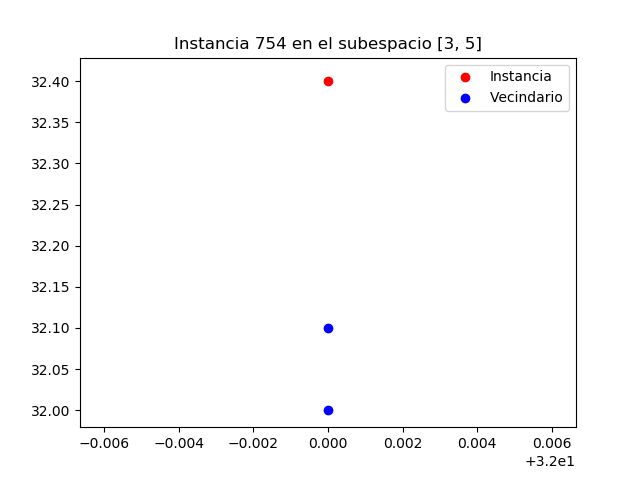 Instancia 754 en el subespacio [3, 5]
Instancia
Vecindario
32.40
32.35
32.30
32.25
32.20
32.15
32.10
32.05
32.00
−0.006 −0.004 −0.002 0.000 0.002 0.004 0.006
+3.2e1